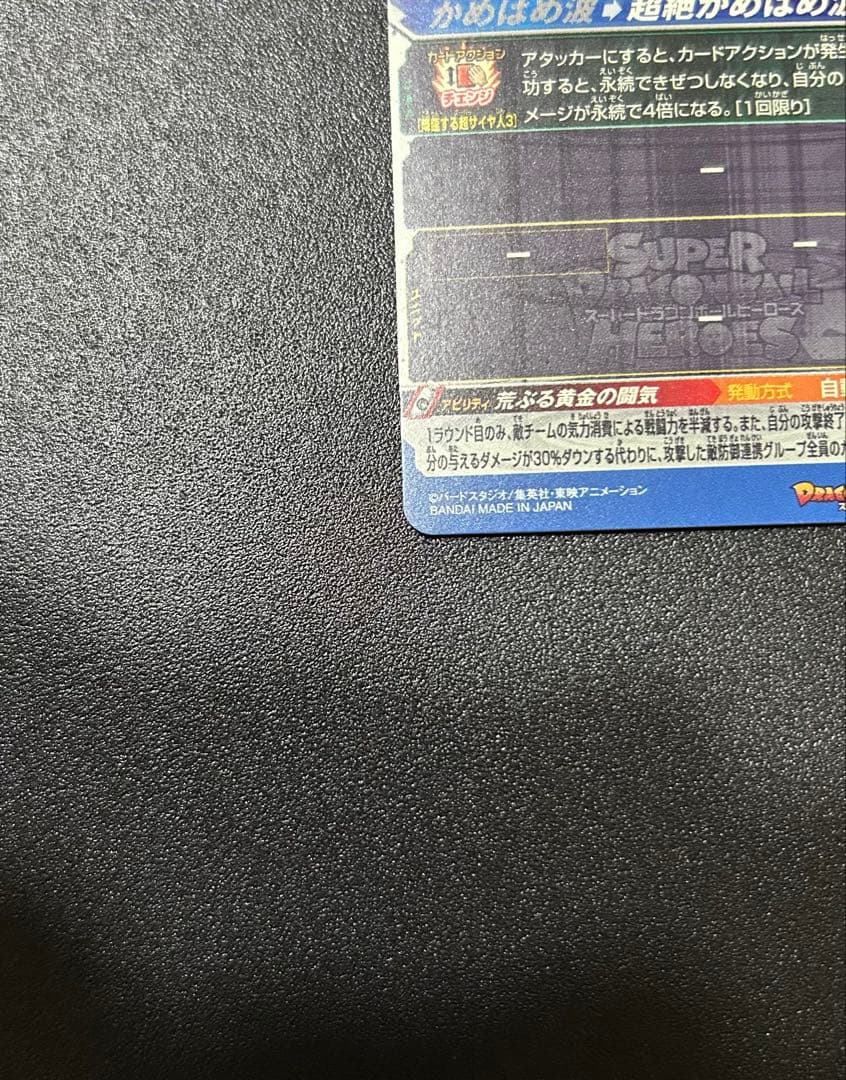 かめはめ波➡超絶かめはめ波
カードアクション
チェンジ
アタッカーにすると、カードアクションが発生
功すると、永続できぜつしなくなり、自分の
メージが永続で4倍になる。[1回限り]
ユニット
SUPER
DRAGON BALL
スーパードラゴンボールヒーローズ
HEROES
アビリティ 荒ぶる黄金の闘気 発動方式 自動
1ラウンド目のみ、敵チームの気力消費による戦闘力を半減する。また、自分の攻撃終了
分の与えるダメージが30%ダウンする代わりに、攻撃した敵防御連携グループ全員の
©バードスタジオ/集英社・東映アニメーション
BANDAI MADE IN JAPAN